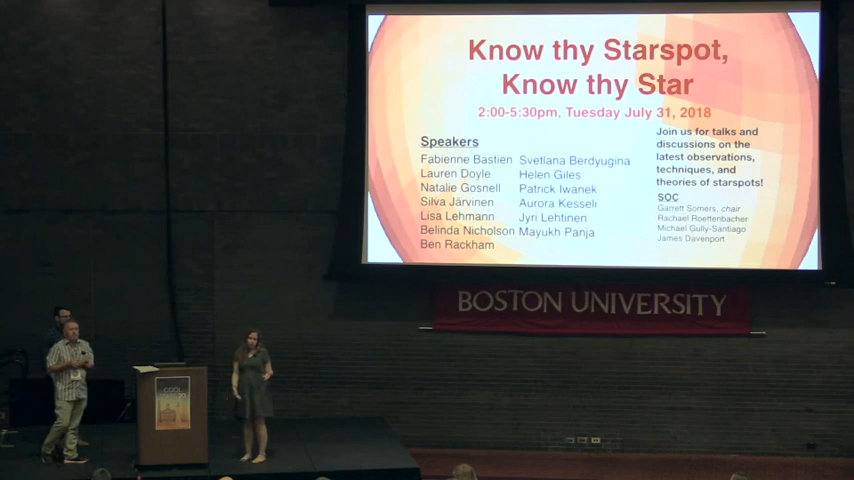 Know thy Starspot,
Know thy Star
2:00-5:30pm, Tuesday July 31, 2018
Speakers
Fabienne Bastien
Lauren Doyle
Natalie Gosnell
Silva Järvinen
Lisa Lehmann
Belinda Nicholson
Ben Rackham
Svetlana Berdyugina
Helen Giles
Patrick Iwanek
Aurora Kesseli
Jyri Lehtinen
Mayukh Panja
Join us for talks and
discussions on the
latest observations,
techniques, and
theories of starspots!
SOC
Garrett Somers, chair
Rachael Roettenbacher
Michael Gully-Santiago
James Davenport
BOSTON UNIVERSITY
COOL